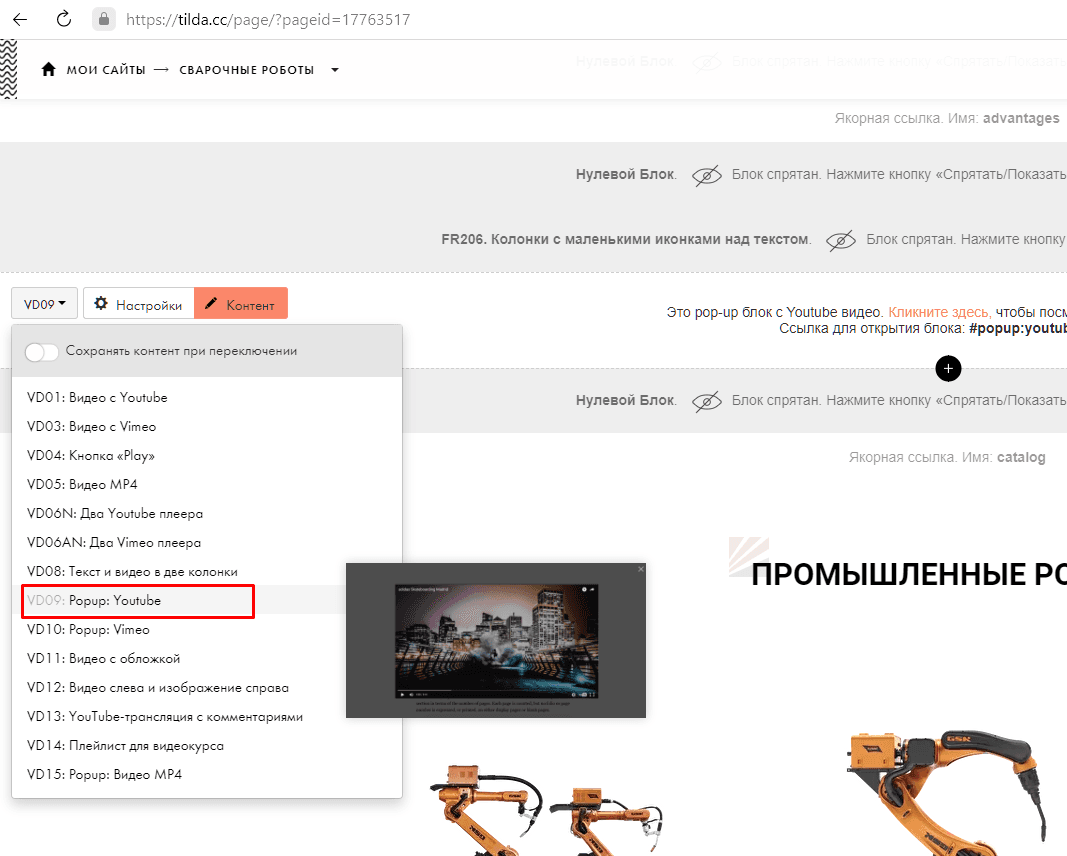 https://tilda.cc/page/?pageid=17763517
МОИ САЙТЫ → СВАРОЧНЫЕ РОБОТЫ
Нулевой Блок. Блок спрятан. Нажмите кнопку «Спрятать/Показать
Якорная ссылка. Имя: advantages
Нулевой Блок. Блок спрятан. Нажмите кнопку «Спрятать/Показать
FR206. Колонки с маленькими иконками над текстом. Блок спрятан. Нажмите кнопку
VD09 Настройки Контент
Это pop-up блок с Youtube видео. Кликните здесь, чтобы посм
Ссылка для открытия блока: #popup:youtub
Сохранять контент при переключении
VD01: Видео с Youtube
VD03: Видео с Vimeo
VD04: Кнопка «Play»
VD05: Видео MP4
VD06N: Два Youtube плеера
VD06AN: Два Vimeo плеера
VD08: Текст и видео в две колонки
VD09: Popup: Youtube
VD10: Popup: Vimeo
VD11: Видео с обложкой
VD12: Видео слева и изображение справа
VD13: YouTube-трансляция с комментариями
VD14: Плейлист для видеокурса
VD15: Popup: Видео MP4
Нулевой Блок. Блок спрятан. Нажмите кнопку «Спрятать/Показать
Якорная ссылка. Имя: catalog
ПРОМЫШЛЕННЫЕ РО
GSK